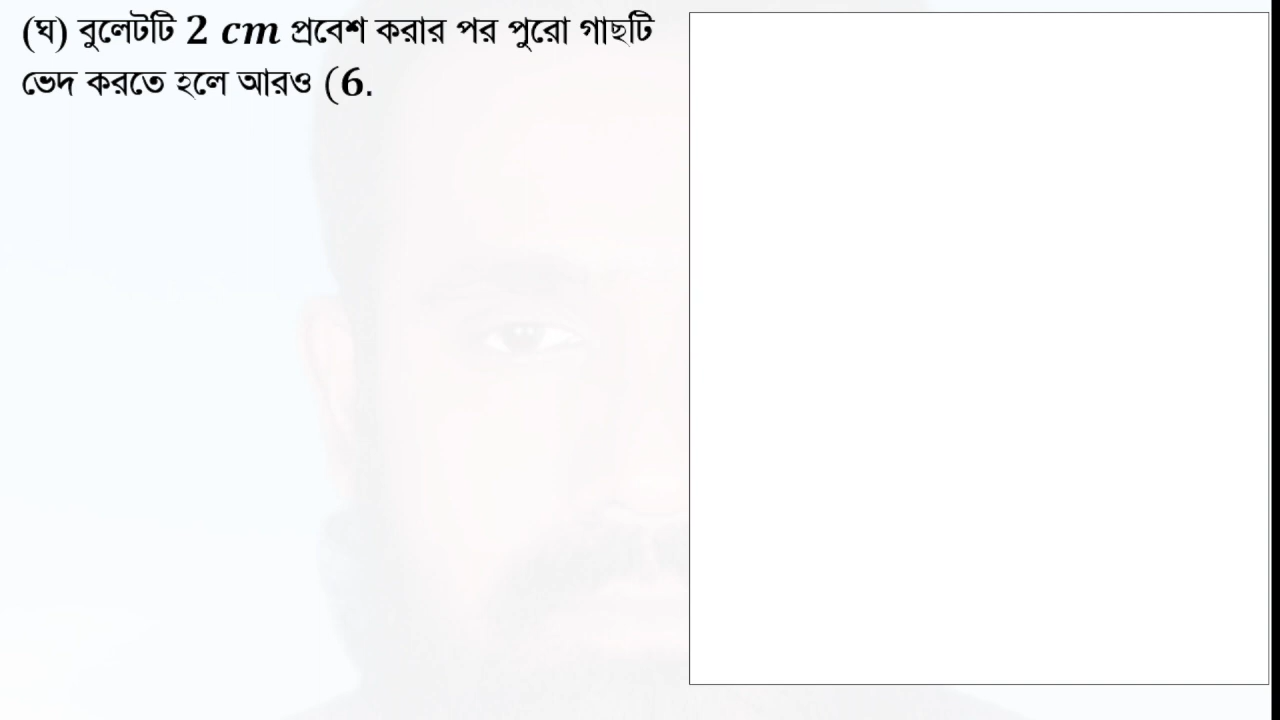 (ঘ) বুলেটটি 2 cm প্রবেশ করার পর পুরো গাছটি
ভেদ করতে হলে আরও (6.